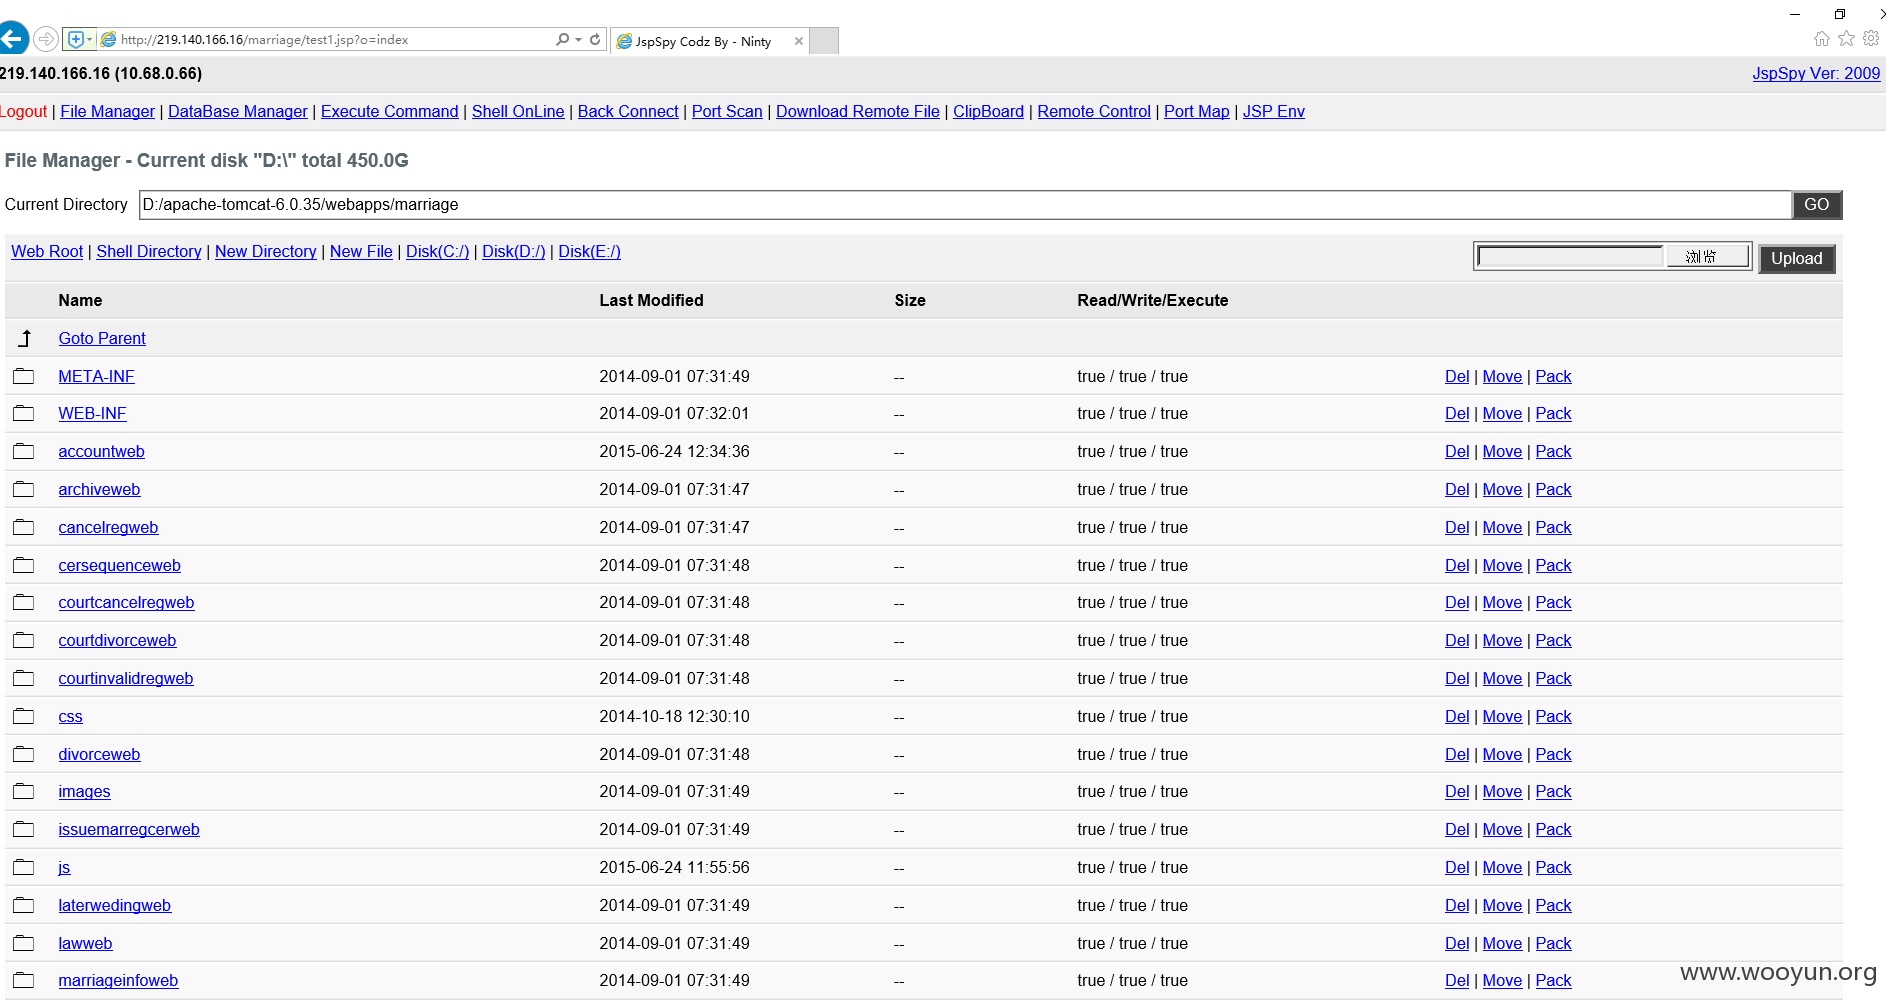 http://219.140.166.16/marriage/test1.jsp?o=index
JspSpy Codz By - Ninty
219.140.166.16 (10.68.0.66)
JspSpy Ver: 2009
Logout | File Manager | DataBase Manager | Execute Command | Shell OnLine | Back Connect | Port Scan | Download Remote File | ClipBoard | Remote Control | Port Map | JSP Env
File Manager - Current disk "D:\" total 450.0G
Current Directory D:/apache-tomcat-6.0.35/webapps/marriage GO
Web Root | Shell Directory | New Directory | New File | Disk(C:/) | Disk(D:/) | Disk(E:/) 浏览 Upload
Name Last Modified Size Read/Write/Execute
Goto Parent
META-INF 2014-09-01 07:31:49 -- true / true / true Del | Move | Pack
WEB-INF 2014-09-01 07:32:01 -- true / true / true Del | Move | Pack
accountweb 2015-06-24 12:34:36 -- true / true / true Del | Move | Pack
archiveweb 2014-09-01 07:31:47 -- true / true / true Del | Move | Pack
cancelregweb 2014-09-01 07:31:47 -- true / true / true Del | Move | Pack
cersequenceweb 2014-09-01 07:31:48 -- true / true / true Del | Move | Pack
courtcancelregweb 2014-09-01 07:31:48 -- true / true / true Del | Move | Pack
courtdivorceweb 2014-09-01 07:31:48 -- true / true / true Del | Move | Pack
courtinvalidregweb 2014-09-01 07:31:48 -- true / true / true Del | Move | Pack
css 2014-10-18 12:30:10 -- true / true / true Del | Move | Pack
divorceweb 2014-09-01 07:31:48 -- true / true / true Del | Move | Pack
images 2014-09-01 07:31:49 -- true / true / true Del | Move | Pack
issuemarregcerweb 2014-09-01 07:31:49 -- true / true / true Del | Move | Pack
js 2015-06-24 11:55:56 -- true / true / true Del | Move | Pack
laterwedingweb 2014-09-01 07:31:49 -- true / true / true Del | Move | Pack
lawweb 2014-09-01 07:31:49 -- true / true / true Del | Move | Pack
marriageinfoweb 2014-09-01 07:31:49 -- true / true / true Del | Move | Pack
www.wooyun.org